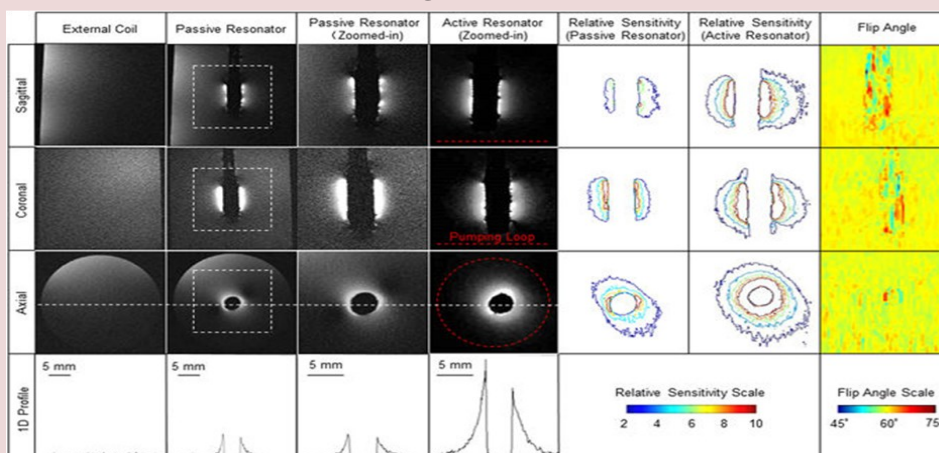 External Coil
Passive Resonator
Passive Resonator
(Zoomed-in)
Active Resonator
(Zoomed-in)
Relative Sensitivity
(Passive Resonator)
Relative Sensitivity
(Active Resonator)
Flip Angle
Sagittal
Coronal
Pumping Loop
Axial
1D Profile
5 mm
5 mm
5 mm
5 mm
Relative Sensitivity Scale
2 4 6 8 10
Flip Angle Scale
45° 60° 75